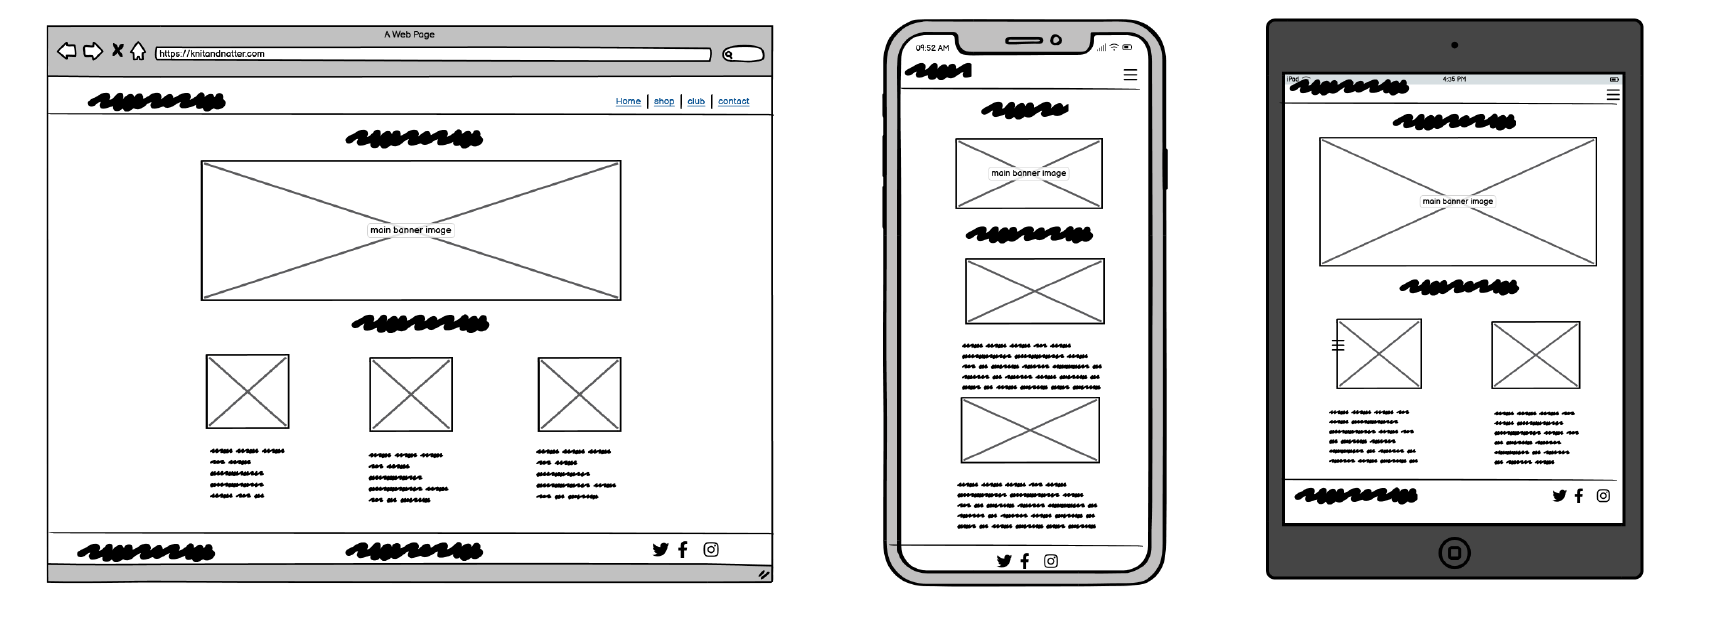 A Web Page
https://knitandnatter.com
Home shop club contact
main banner image
09:52 AM
main banner image
iPad 4:35 PM
main banner image